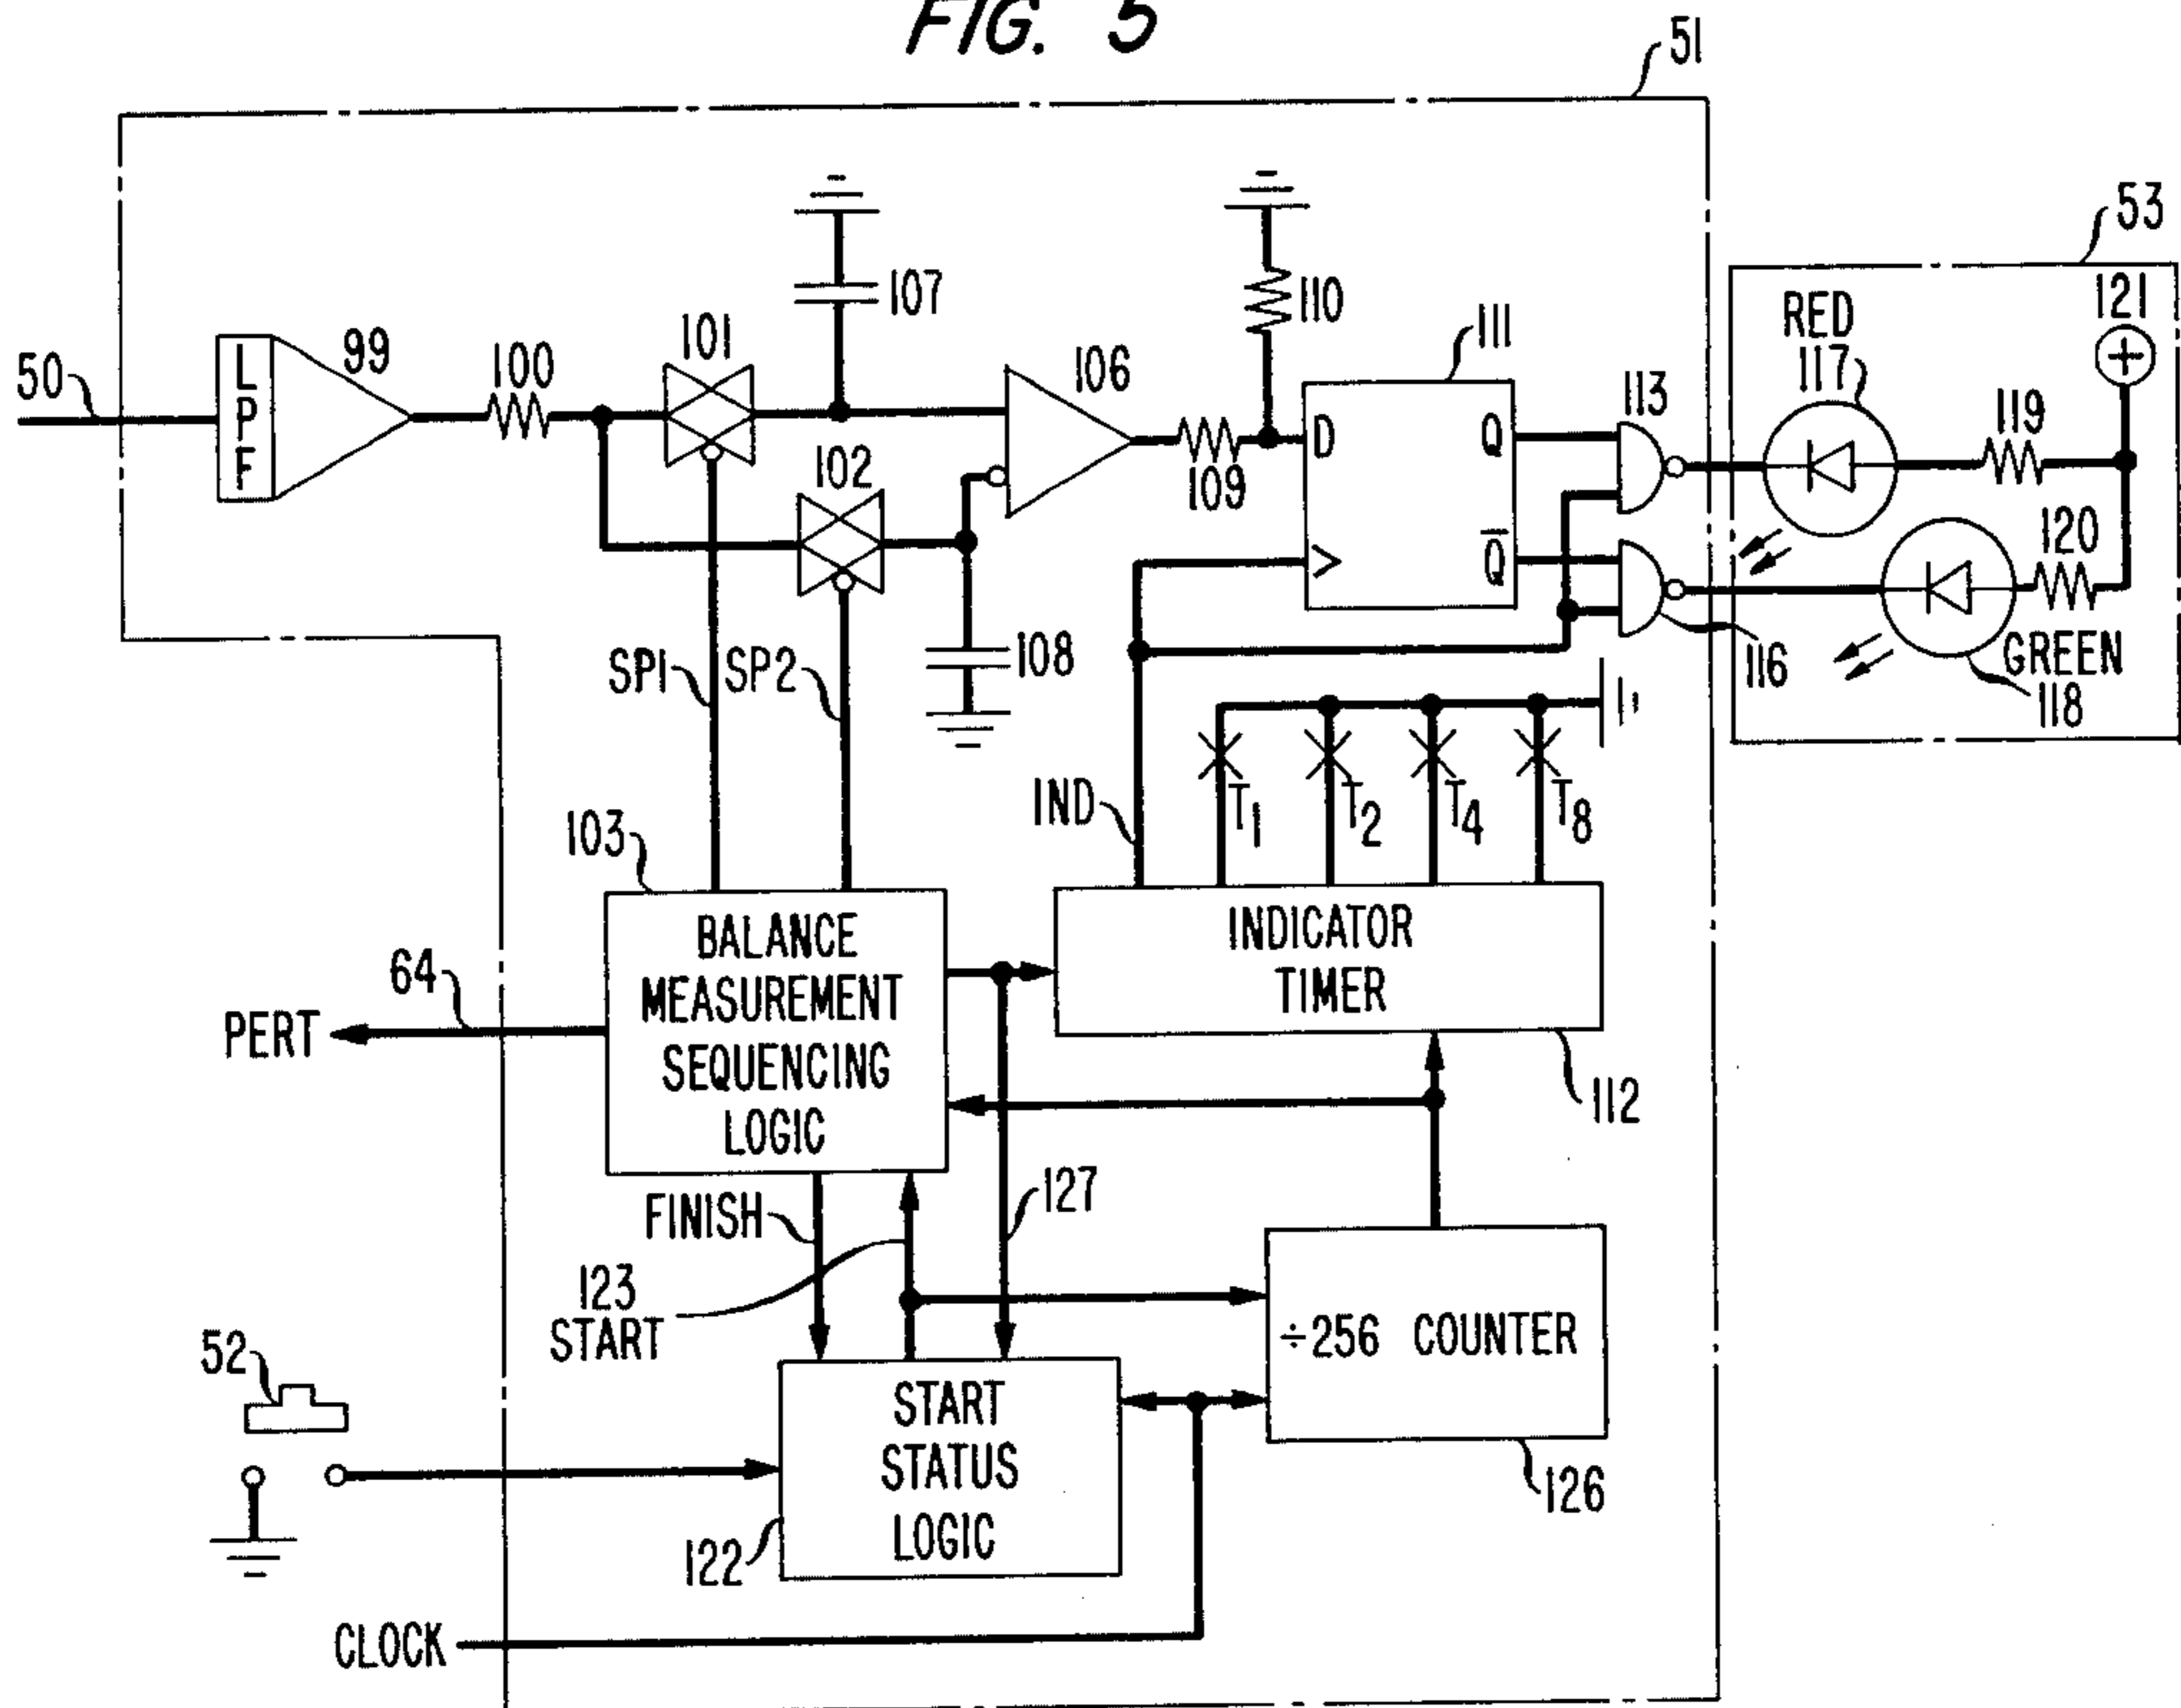 FIG. 5
51
53
50
LPF
99
100
101
107
102
106
110
109
111
D
Q
Q̅
113
116
RED
117
119
121
120
GREEN
118
108
SP1
SP2
IND
T1
T2
T4
T8
103
BALANCE
MEASUREMENT
SEQUENCING
LOGIC
INDICATOR
TIMER
112
64
PERT
FINISH
127
123
START
÷256 COUNTER
126
52
START
STATUS
LOGIC
122
CLOCK